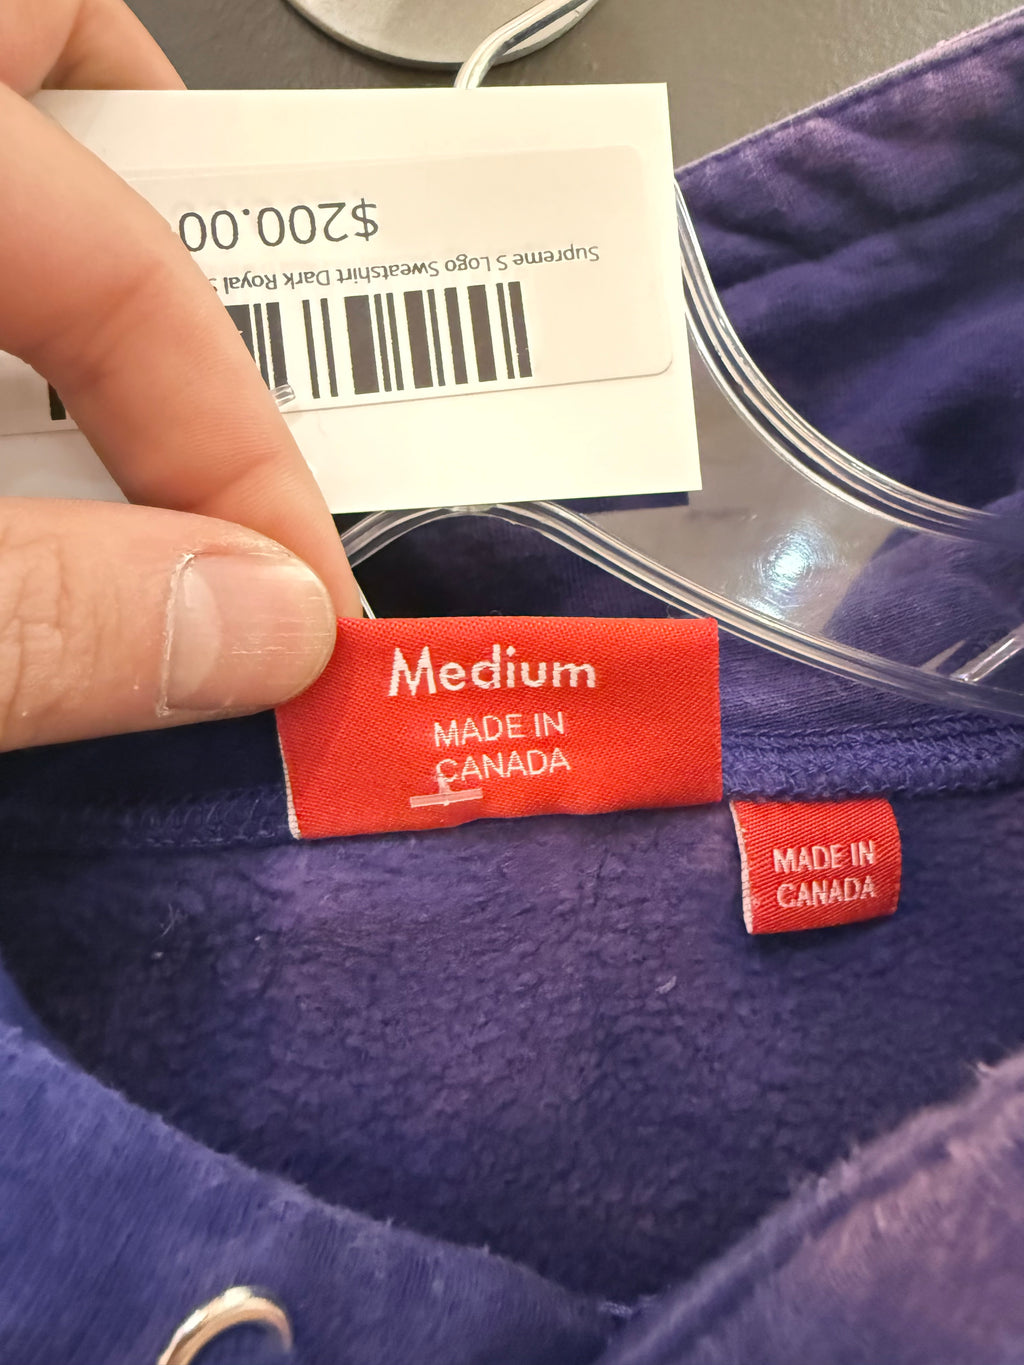 $200.00
Supreme S Logo Sweatshirt Dark Royal
Medium
MADE IN
CANADA
MADE IN
CANADA